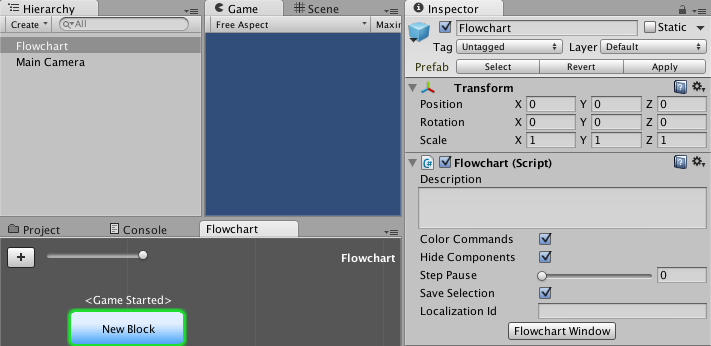 Hierarchy
Create
All
Flowchart
Main Camera
Game
Scene
Free Aspect
Maxin
Inspector
Flowchart
Static
Tag
Untagged
Layer
Default
Prefab
Select
Revert
Apply
Transform
Position X 0 Y 0 Z 0
Rotation X 0 Y 0 Z 0
Scale X 1 Y 1 Z 1
Flowchart (Script)
Description
Color Commands
Hide Components
Step Pause 0
Save Selection
Localization Id
Flowchart Window
Project
Console
Flowchart
+
Flowchart
<Game Started>
New Block